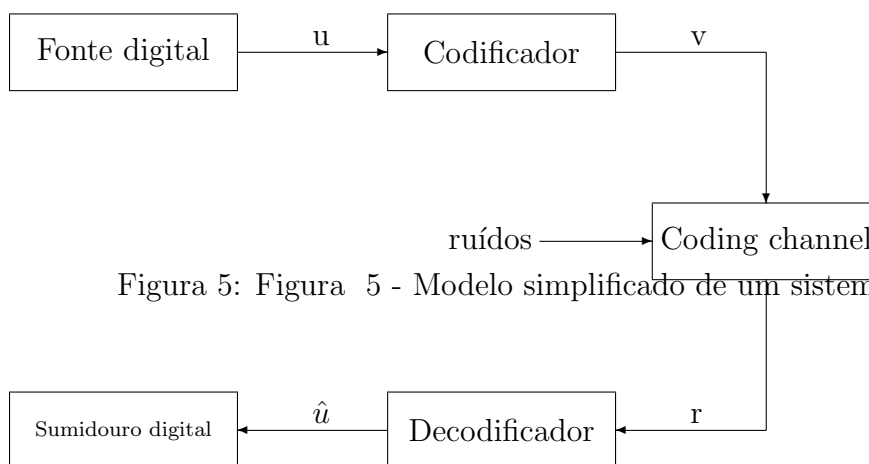 Fonte digital
u
Codificador
v
ruídos
Coding channel
Figura 5: Figura 5 - Modelo simplificado de um sistem
Sumidouro digital
û
Decodificador
r